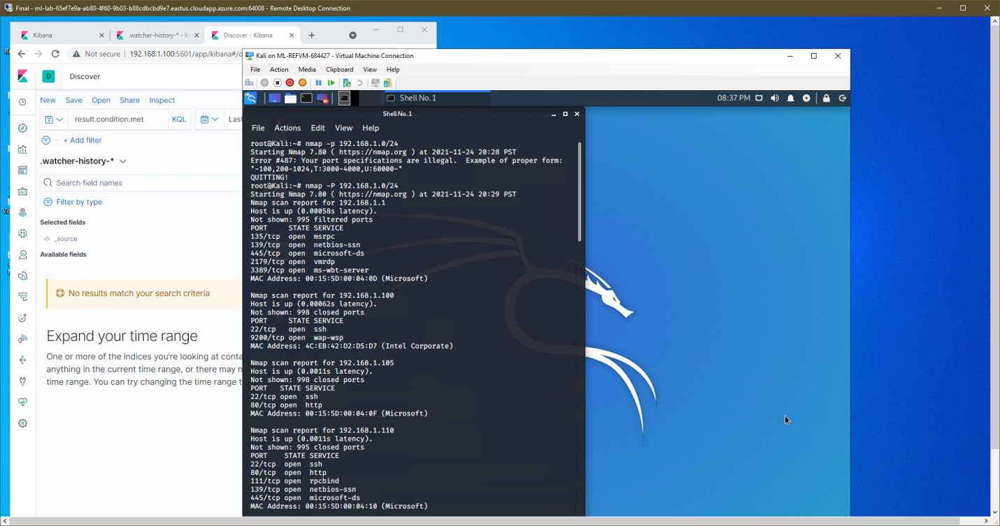 Final - ml-lab-65ef7e9a-ab80-4f60-9b03-b88cdbcbd9e7.eastus.cloudapp.azure.com:64008 - Remote Desktop Connection
Kibana
.watcher-history-* - Ki
Discover - Kibana
Not secure
192.168.1.100:5601/app/kibana#/d
D
Discover
New
Save
Open
Share
Inspect
result.condition.met
KQL
Last
+ Add filter
.watcher-history-*
Search field names
Filter by type
Selected fields
_source
Available fields
No results match your search criteria
Expand your time range
One or more of the indices you're looking at conta
anything in the current time range, or there may n
time range. You can try changing the time range t
Kali on ML-REFVM-684427 - Virtual Machine Connection
File Action Media Clipboard View Help
Shell No. 1
08:37 PM
Shell No. 1
File Actions Edit View Help
root@Kali:~# nmap -p 192.168.1.0/24
Starting Nmap 7.80 ( https://nmap.org ) at 2021-11-24 20:28 PST
Error #487: Your port specifications are illegal.  Example of proper form:
"-100,200-1024,T:3000-4000,U:60000-"
QUITTING!
root@Kali:~# nmap -P 192.168.1.0/24
Starting Nmap 7.80 ( https://nmap.org ) at 2021-11-24 20:29 PST
Nmap scan report for 192.168.1.1
Host is up (0.00058s latency).
Not shown: 995 filtered ports
PORT     STATE SERVICE
135/tcp  open  msrpc
139/tcp  open  netbios-ssn
445/tcp  open  microsoft-ds
2179/tcp open  vmrdp
3389/tcp open  ms-wbt-server
MAC Address: 00:15:5D:00:04:0D (Microsoft)
Nmap scan report for 192.168.1.100
Host is up (0.00062s latency).
Not shown: 998 closed ports
PORT     STATE SERVICE
22/tcp   open  ssh
9200/tcp open  wap-wsp
MAC Address: 4C:EB:42:D2:D5:D7 (Intel Corporate)
Nmap scan report for 192.168.1.105
Host is up (0.0011s latency).
Not shown: 998 closed ports
PORT   STATE SERVICE
22/tcp open  ssh
80/tcp open  http
MAC Address: 00:15:5D:00:04:0F (Microsoft)
Nmap scan report for 192.168.1.110
Host is up (0.0011s latency).
Not shown: 995 closed ports
PORT    STATE SERVICE
22/tcp  open  ssh
80/tcp  open  http
111/tcp open  rpcbind
139/tcp open  netbios-ssn
445/tcp open  microsoft-ds
MAC Address: 00:15:5D:00:04:10 (Microsoft)